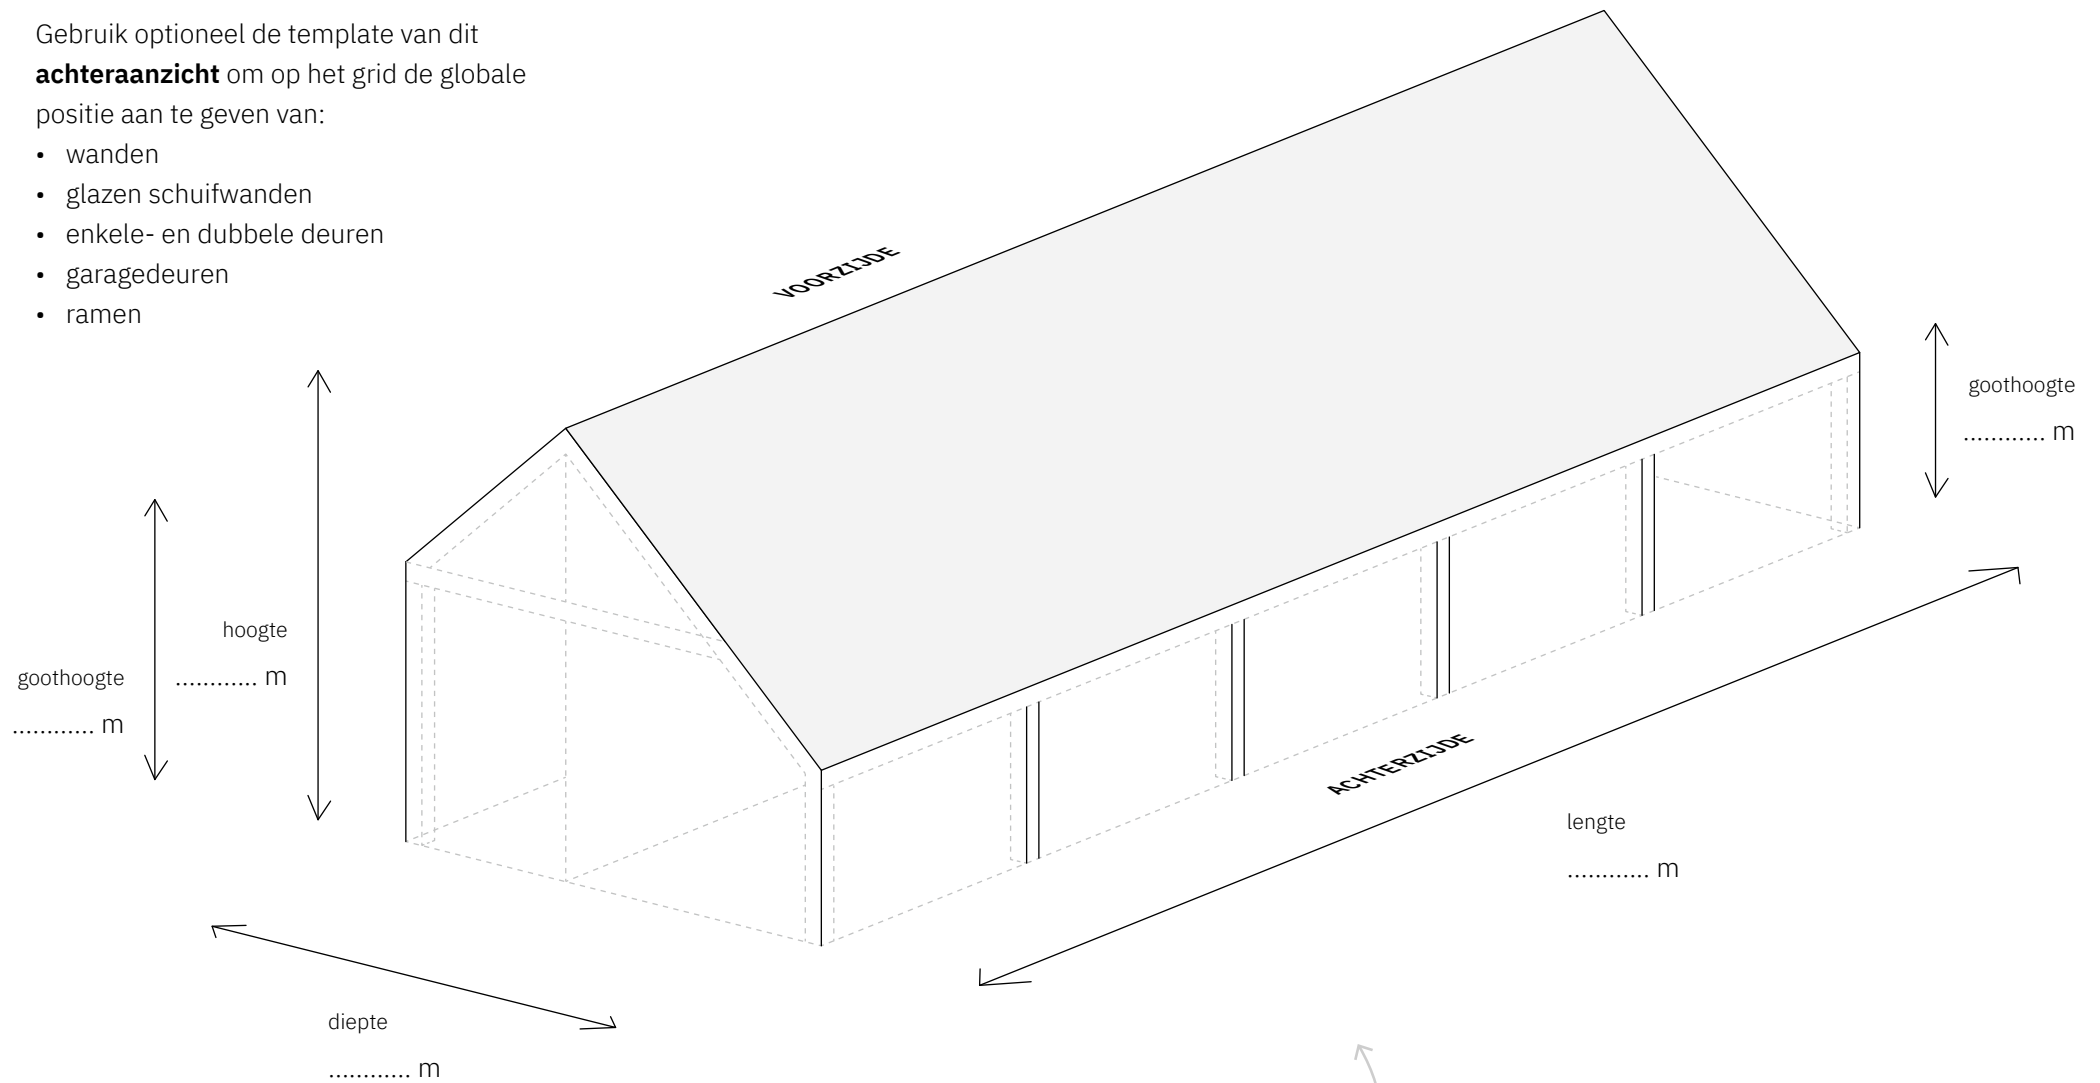 Gebruik optioneel de template van dit
achteraanzicht om op het grid de globale
positie aan te geven van:
• wanden
• glazen schuifwanden
• enkele- en dubbele deuren
• garagedeuren
• ramen
VOORZIJDE
goothoogte
............ m
hoogte
............ m
goothoogte
............ m
ACHTERZIJDE
lengte
............ m
diepte
............ m